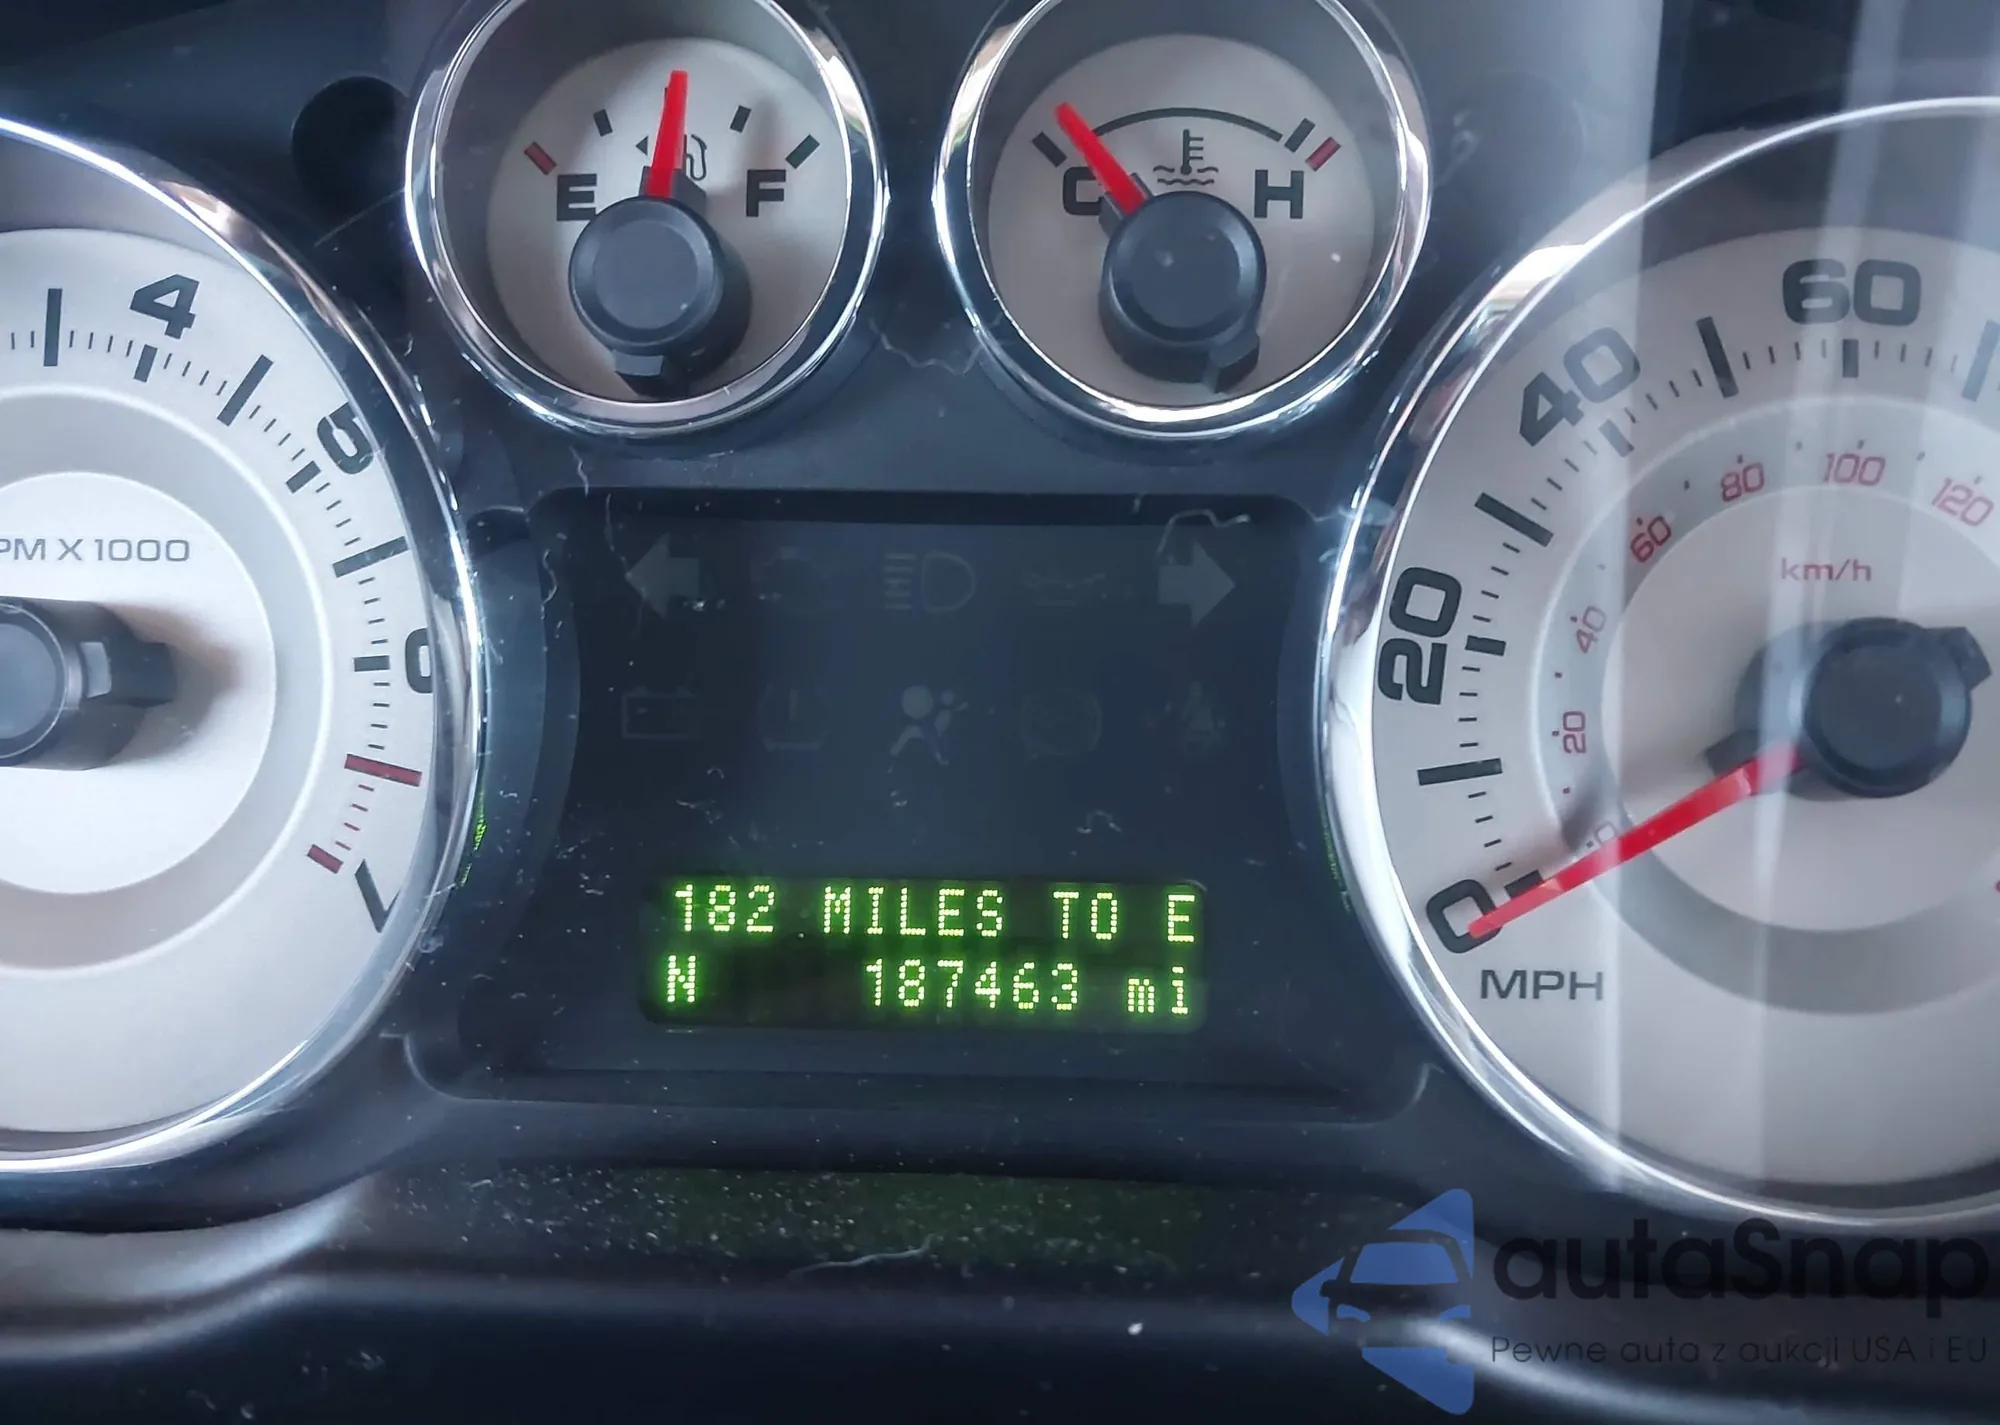 E F
C H
4
5
6
7
RPM X 1000
60
40
20
0
MPH
120
100
80
60
40
20
km/h
182 MILES TO E
N 187463 mi
autaSnap
Pewne auta z aukcji USA i EU